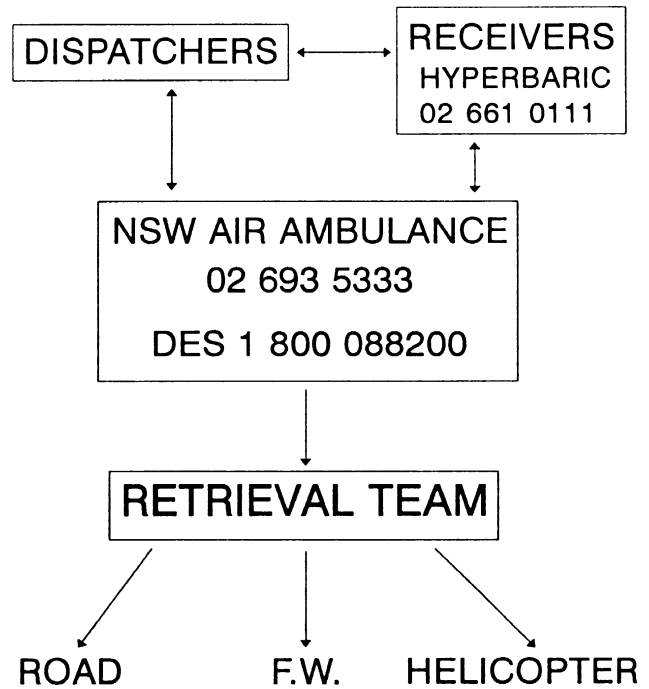 DISPATCHERS
RECEIVERS
HYPERBARIC
02 661 0111
NSW AIR AMBULANCE
02 693 5333
DES 1 800 088200
RETRIEVAL TEAM
ROAD
F.W.
HELICOPTER